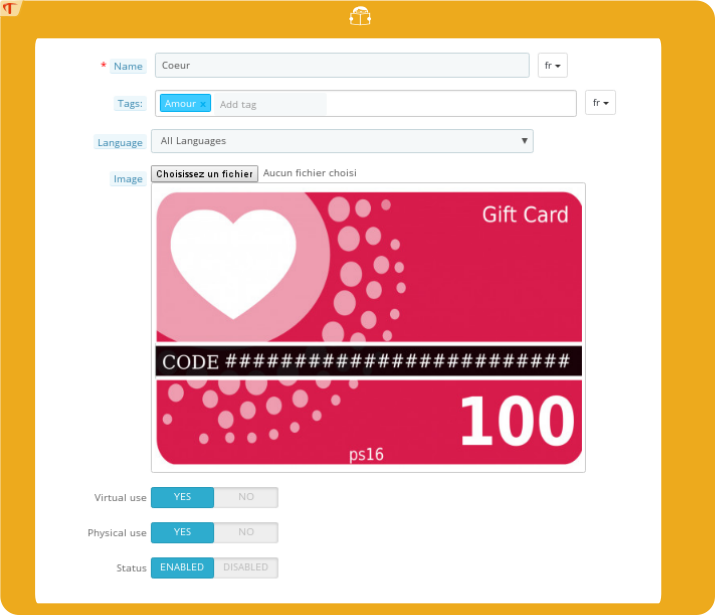 T
* Name Coeur fr
Tags: Amour × Add tag fr
Language All Languages
Image Choisissez un fichier Aucun fichier choisi
Gift Card
CODE #########################
100
ps16
Virtual use YES NO
Physical use YES NO
Status ENABLED DISABLED